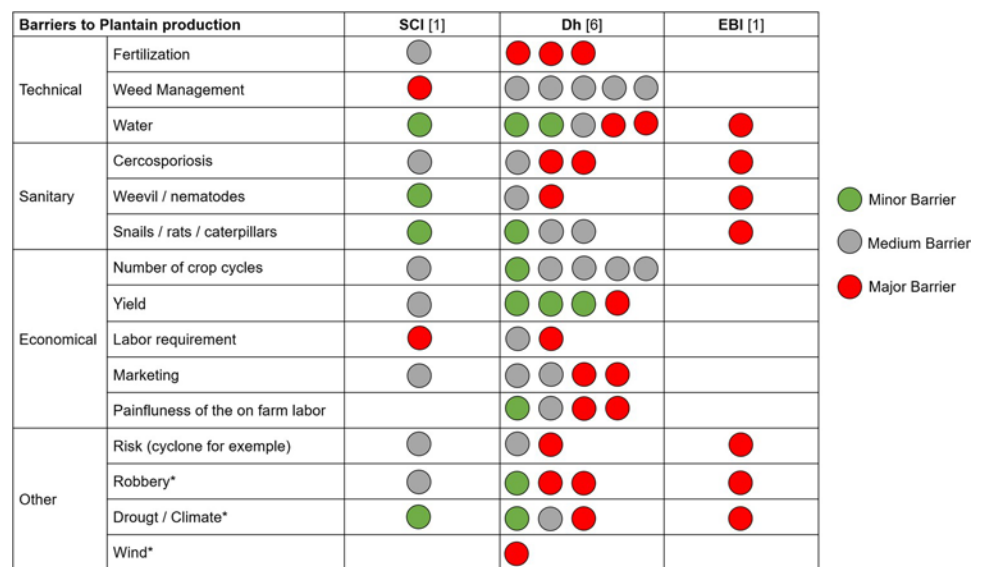 Barriers to Plantain production SCI [1] Dh [6] EBI [1]
Technical
Fertilization
Weed Management
Water
Sanitary
Cercosporiosis
Weevil / nematodes
Snails / rats / caterpillars
Economical
Number of crop cycles
Yield
Labor requirement
Marketing
Painfluness of the on farm labor
Other
Risk (cyclone for exemple)
Robbery*
Drougt / Climate*
Wind*
Minor Barrier
Medium Barrier
Major Barrier